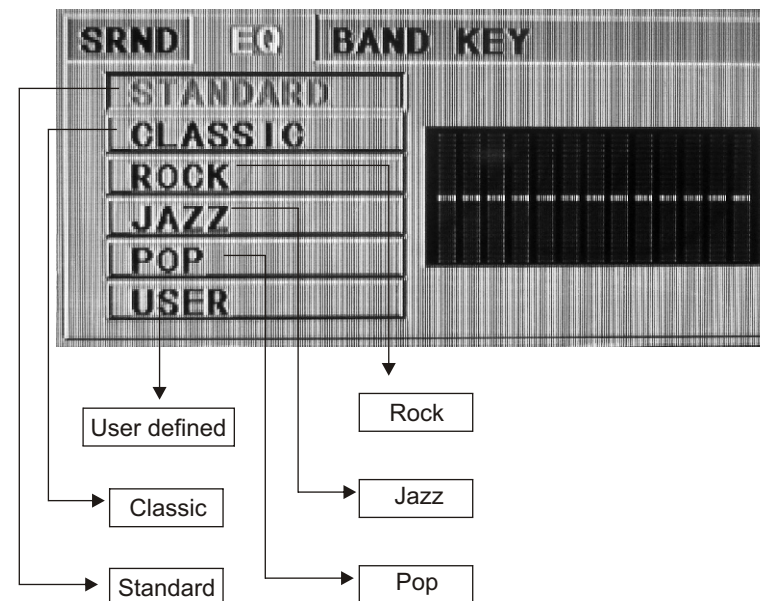 SRND EQ BAND KEY
STANDARD
CLASSIC
ROCK
JAZZ
POP
USER
User defined
Rock
Classic
Jazz
Standard
Pop